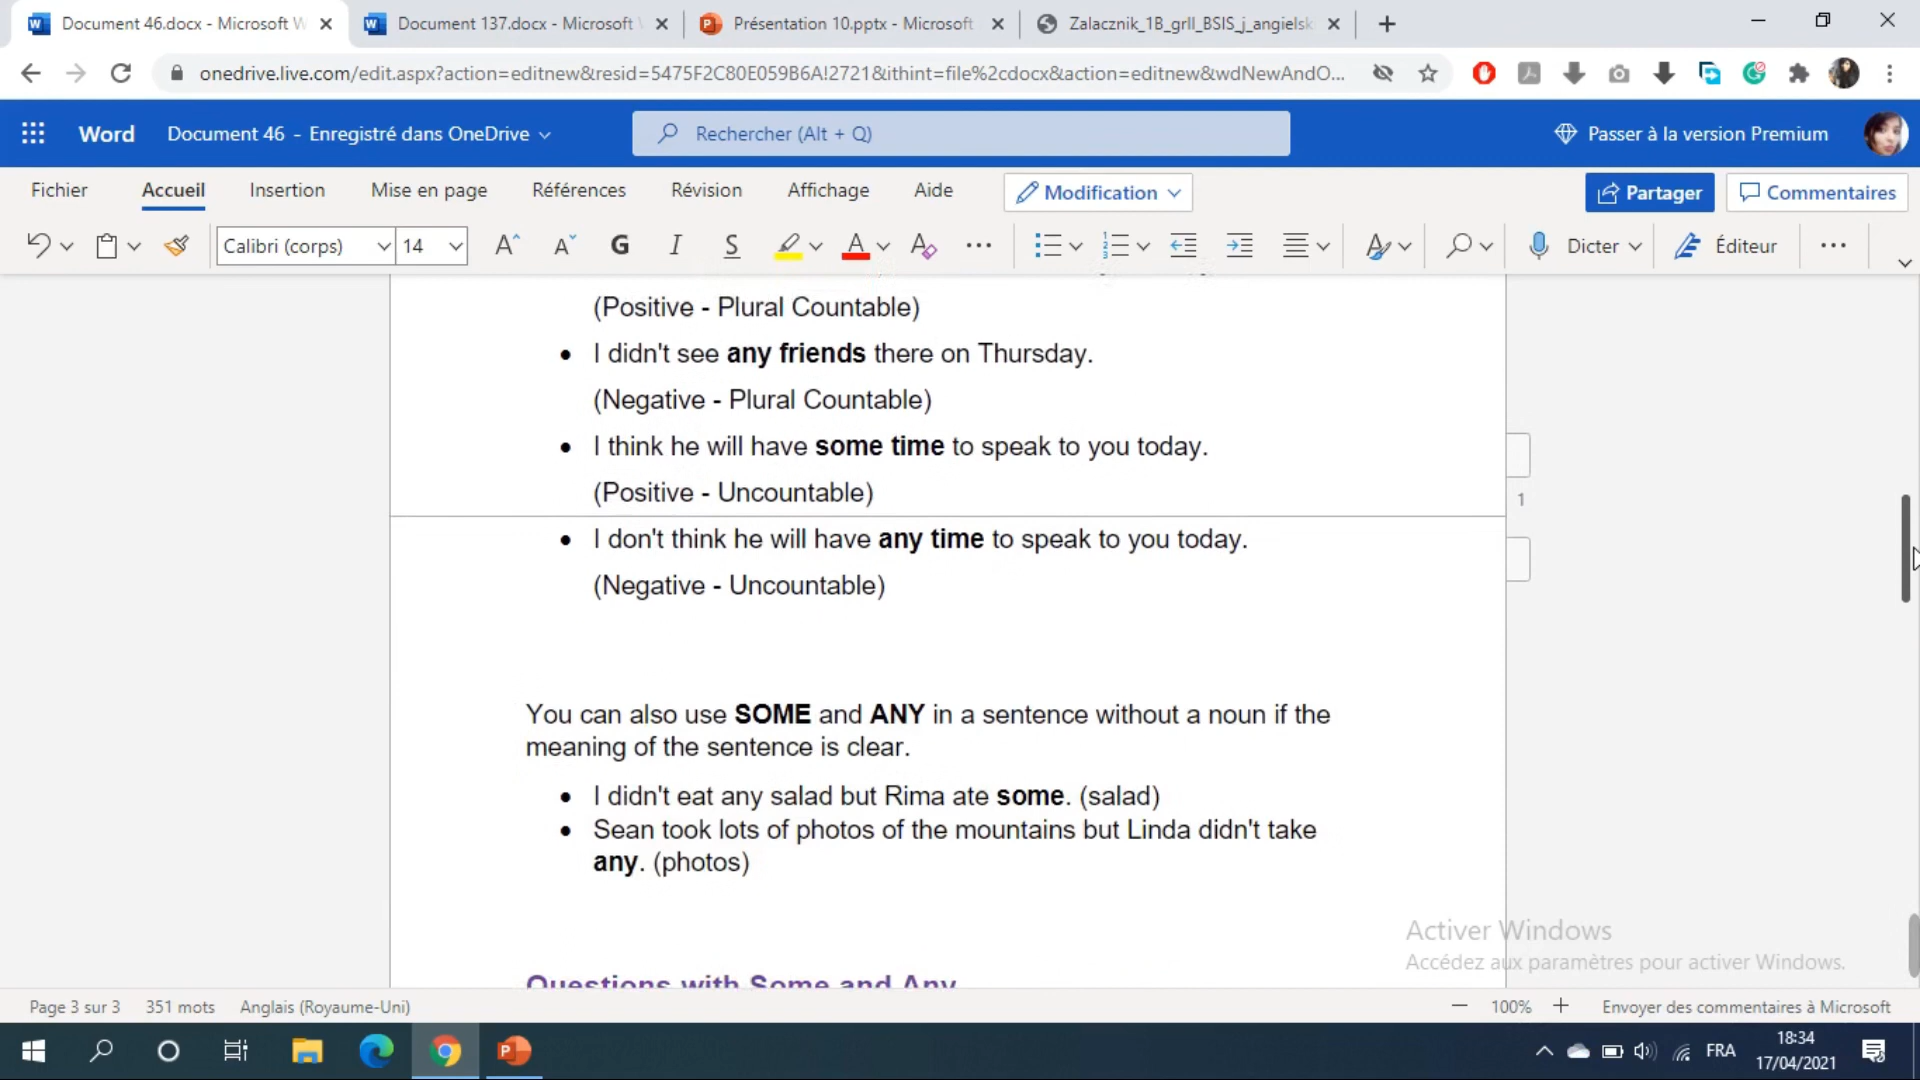 Document 46.docx - Microsoft W
Document 137.docx - Microsoft
Présentation 10.pptx - Microsoft
Zalacznik_1B_grII_BSIS_j_angielsk
onedrive.live.com/edit.aspx?action=editnew&resid=5475F2C80E059B6A!2721&ithint=file%2cdocx&action=editnew&wdNewAndO...
Word Document 46 - Enregistré dans OneDrive
Rechercher (Alt + Q)
Passer à la version Premium
Fichier Accueil Insertion Mise en page Références Révision Affichage Aide Modification Partager Commentaires
Calibri (corps) 14 G I S A Dicter Éditeur
(Positive - Plural Countable)
• I didn't see any friends there on Thursday.
(Negative - Plural Countable)
• I think he will have some time to speak to you today.
(Positive - Uncountable)
1
• I don't think he will have any time to speak to you today.
(Negative - Uncountable)
You can also use SOME and ANY in a sentence without a noun if the
meaning of the sentence is clear.
• I didn't eat any salad but Rima ate some. (salad)
• Sean took lots of photos of the mountains but Linda didn't take
any. (photos)
Questions with Some and Any
Activer Windows
Accédez aux paramètres pour activer Windows.
Page 3 sur 3 351 mots Anglais (Royaume-Uni) 100% Envoyer des commentaires à Microsoft
FRA
18:34
17/04/2021